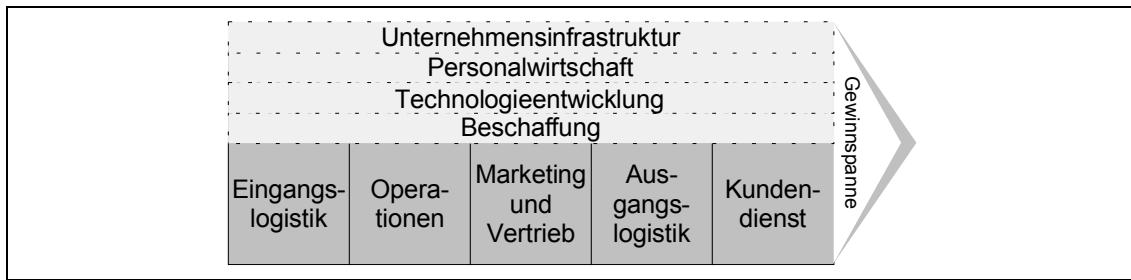 Unternehmensinfrastruktur
Personalwirtschaft
Technologieentwicklung
Beschaffung
Eingangs-
logistik
Opera-
tionen
Marketing
und
Vertrieb
Aus-
gangs-
logistik
Kunden-
dienst
Gewinnspanne